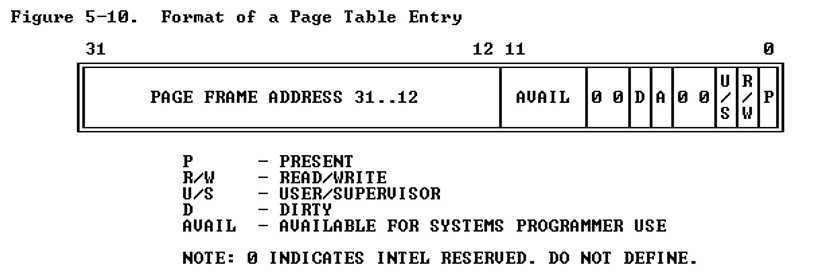 Figure 5-10. Format of a Page Table Entry
31 12 11 0
PAGE FRAME ADDRESS 31..12 AVAIL 0 0 D A 0 0 U/S R/W P
P - PRESENT
R/W - READ/WRITE
U/S - USER/SUPERVISOR
D - DIRTY
AVAIL - AVAILABLE FOR SYSTEMS PROGRAMMER USE
NOTE: 0 INDICATES INTEL RESERVED. DO NOT DEFINE.